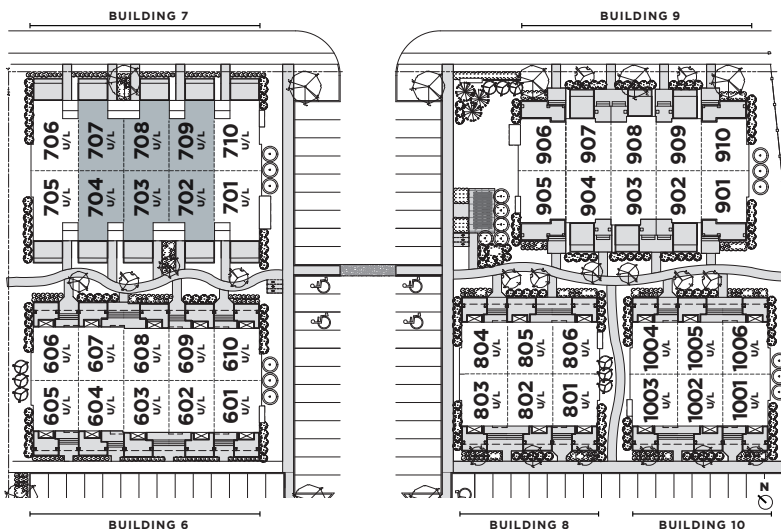 BUILDING 7
BUILDING 9
706 U/L
707 U/L
708 U/L
709 U/L
710 U/L
705 U/L
704 U/L
703 U/L
702 U/L
701 U/L
906
907
908
909
910
905
904
903
902
901
606 U/L
607 U/L
608 U/L
609 U/L
610 U/L
605 U/L
604 U/L
603 U/L
602 U/L
601 U/L
804 U/L
805 U/L
806 U/L
803 U/L
802 U/L
801 U/L
1004 U/L
1005 U/L
1006 U/L
1003 U/L
1002 U/L
1001 U/L
N
BUILDING 6
BUILDING 8
BUILDING 10